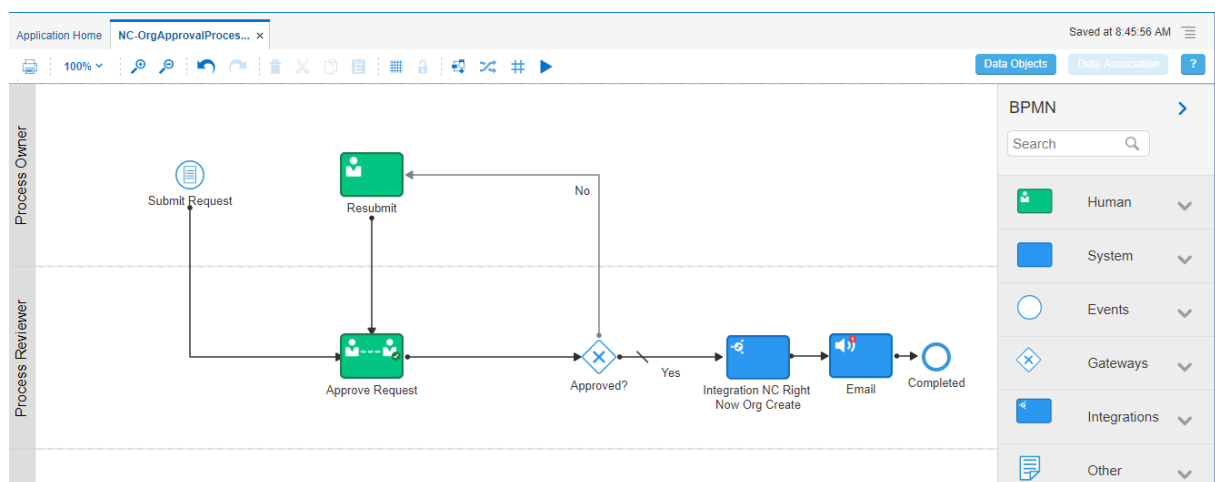 Application Home
NC-OrgApprovalProces... ×
Saved at 8:45:56 AM
100%
Data Objects
Data Association
?
Process Owner
Submit Request
Resubmit
No
Process Reviewer
Approve Request
Approved?
Yes
Integration NC Right
Now Org Create
Email
Completed
BPMN
Search
Human
System
Events
Gateways
Integrations
Other